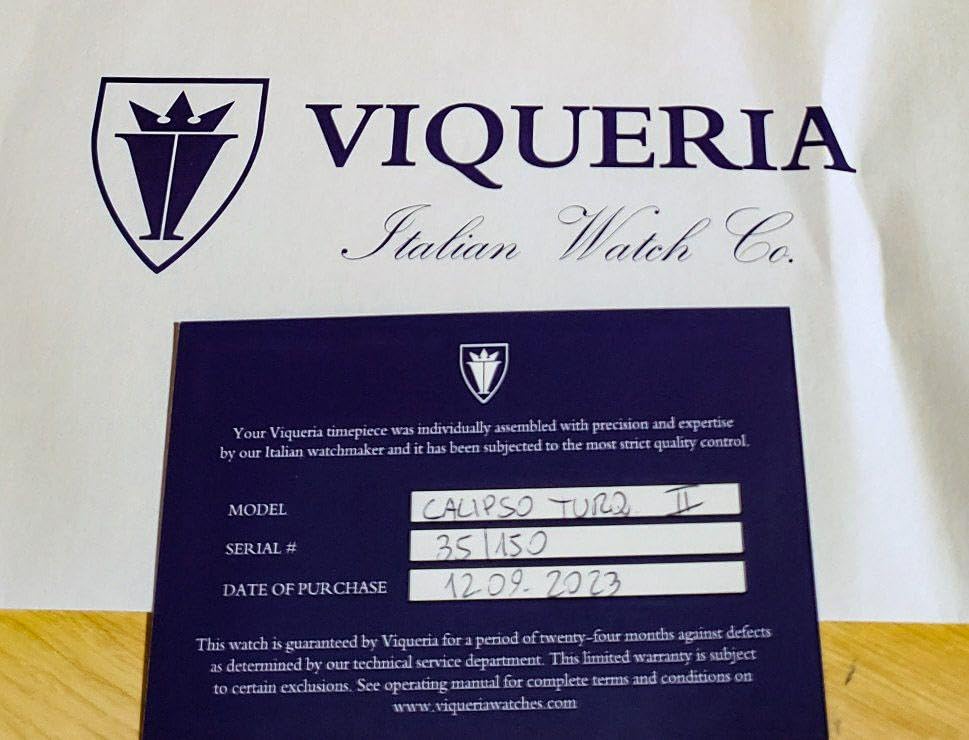 VIQUERIA
Italian Watch Co.
Your Viqueria timepiece was individually assembled with precision and expertise
by our Italian watchmaker and it has been subjected to the most strict quality control.
MODEL CALIPSO TURQ II
SERIAL # 35/150
DATE OF PURCHASE 12 09. 2023
This watch is guaranteed by Viqueria for a period of twenty-four months against defects
as determined by our technical service department. This limited warranty is subject
to certain exclusions. See operating manual for complete terms and conditions on
www.viqueriawatches.com